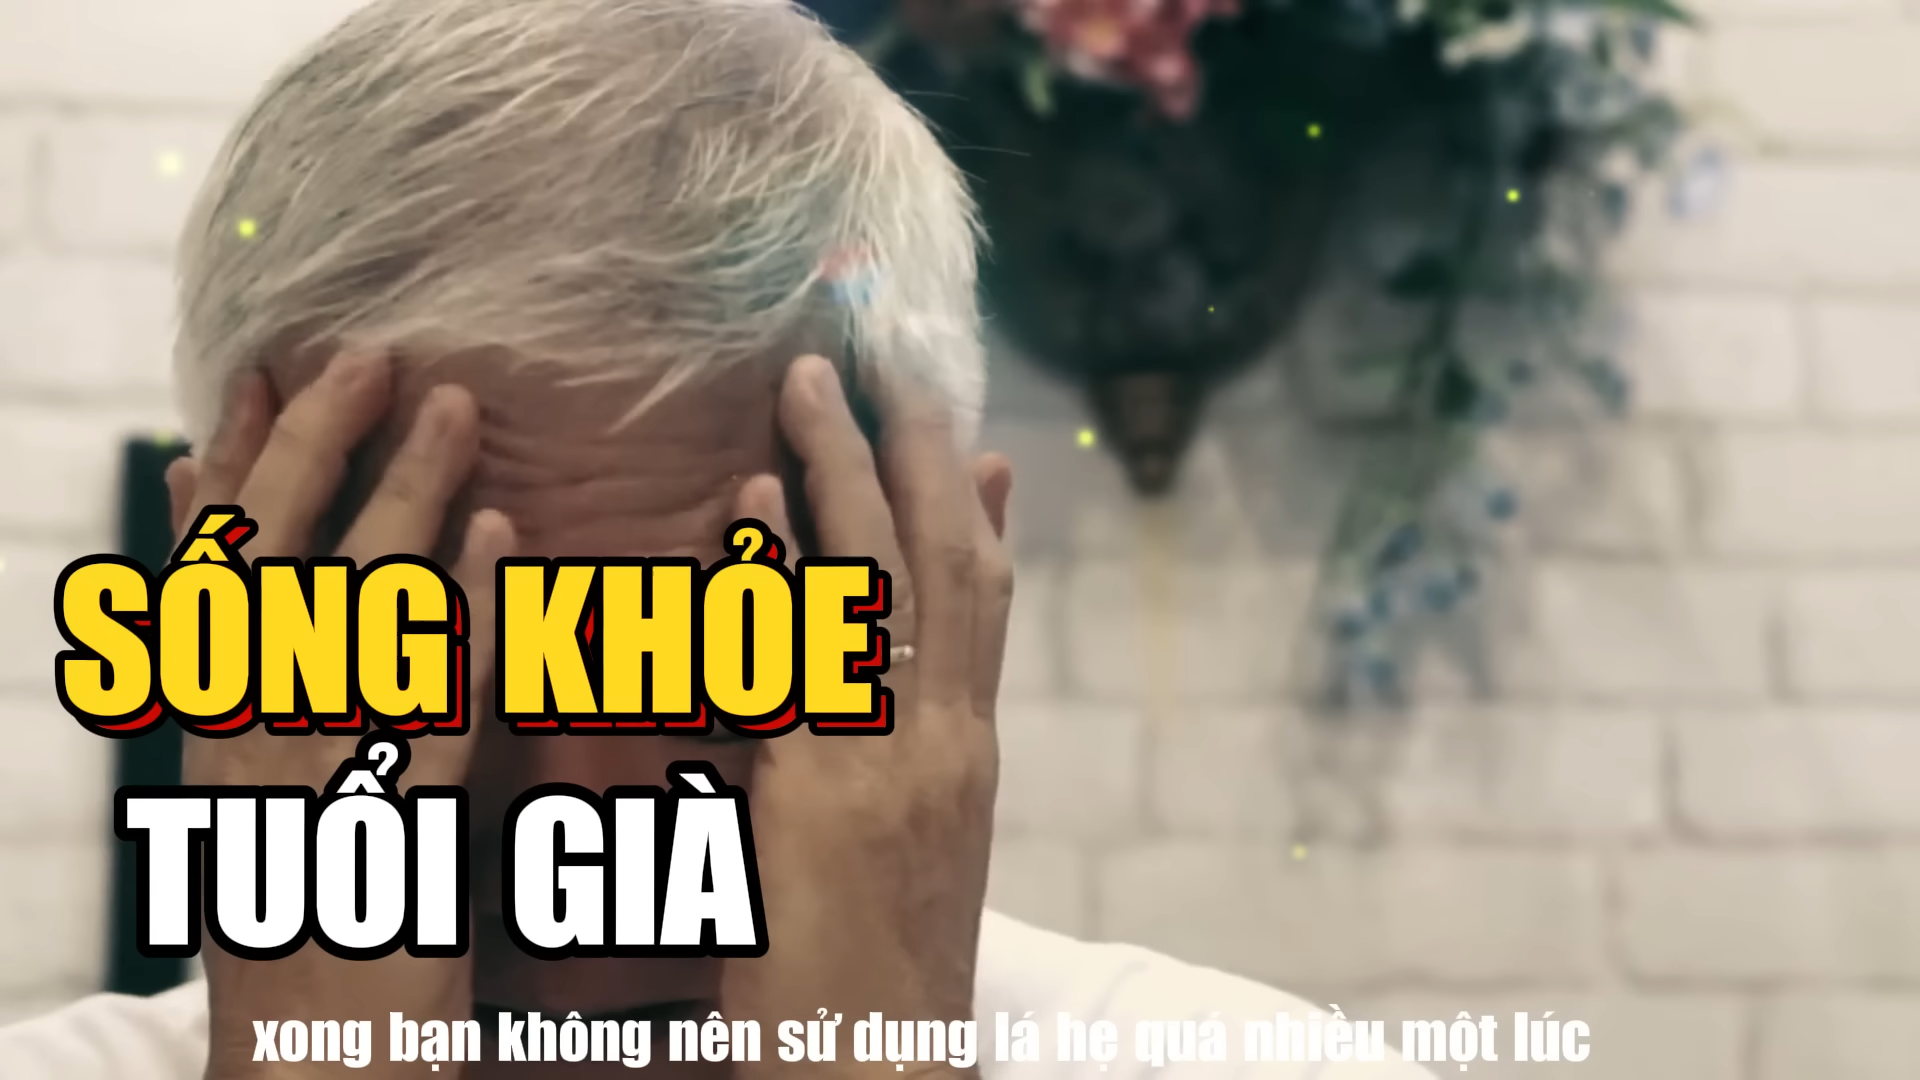 SỐNG KHỎE
TUỔI GIÀ
xong bạn không nên sử dụng lá hẹ quá nhiều một lúc